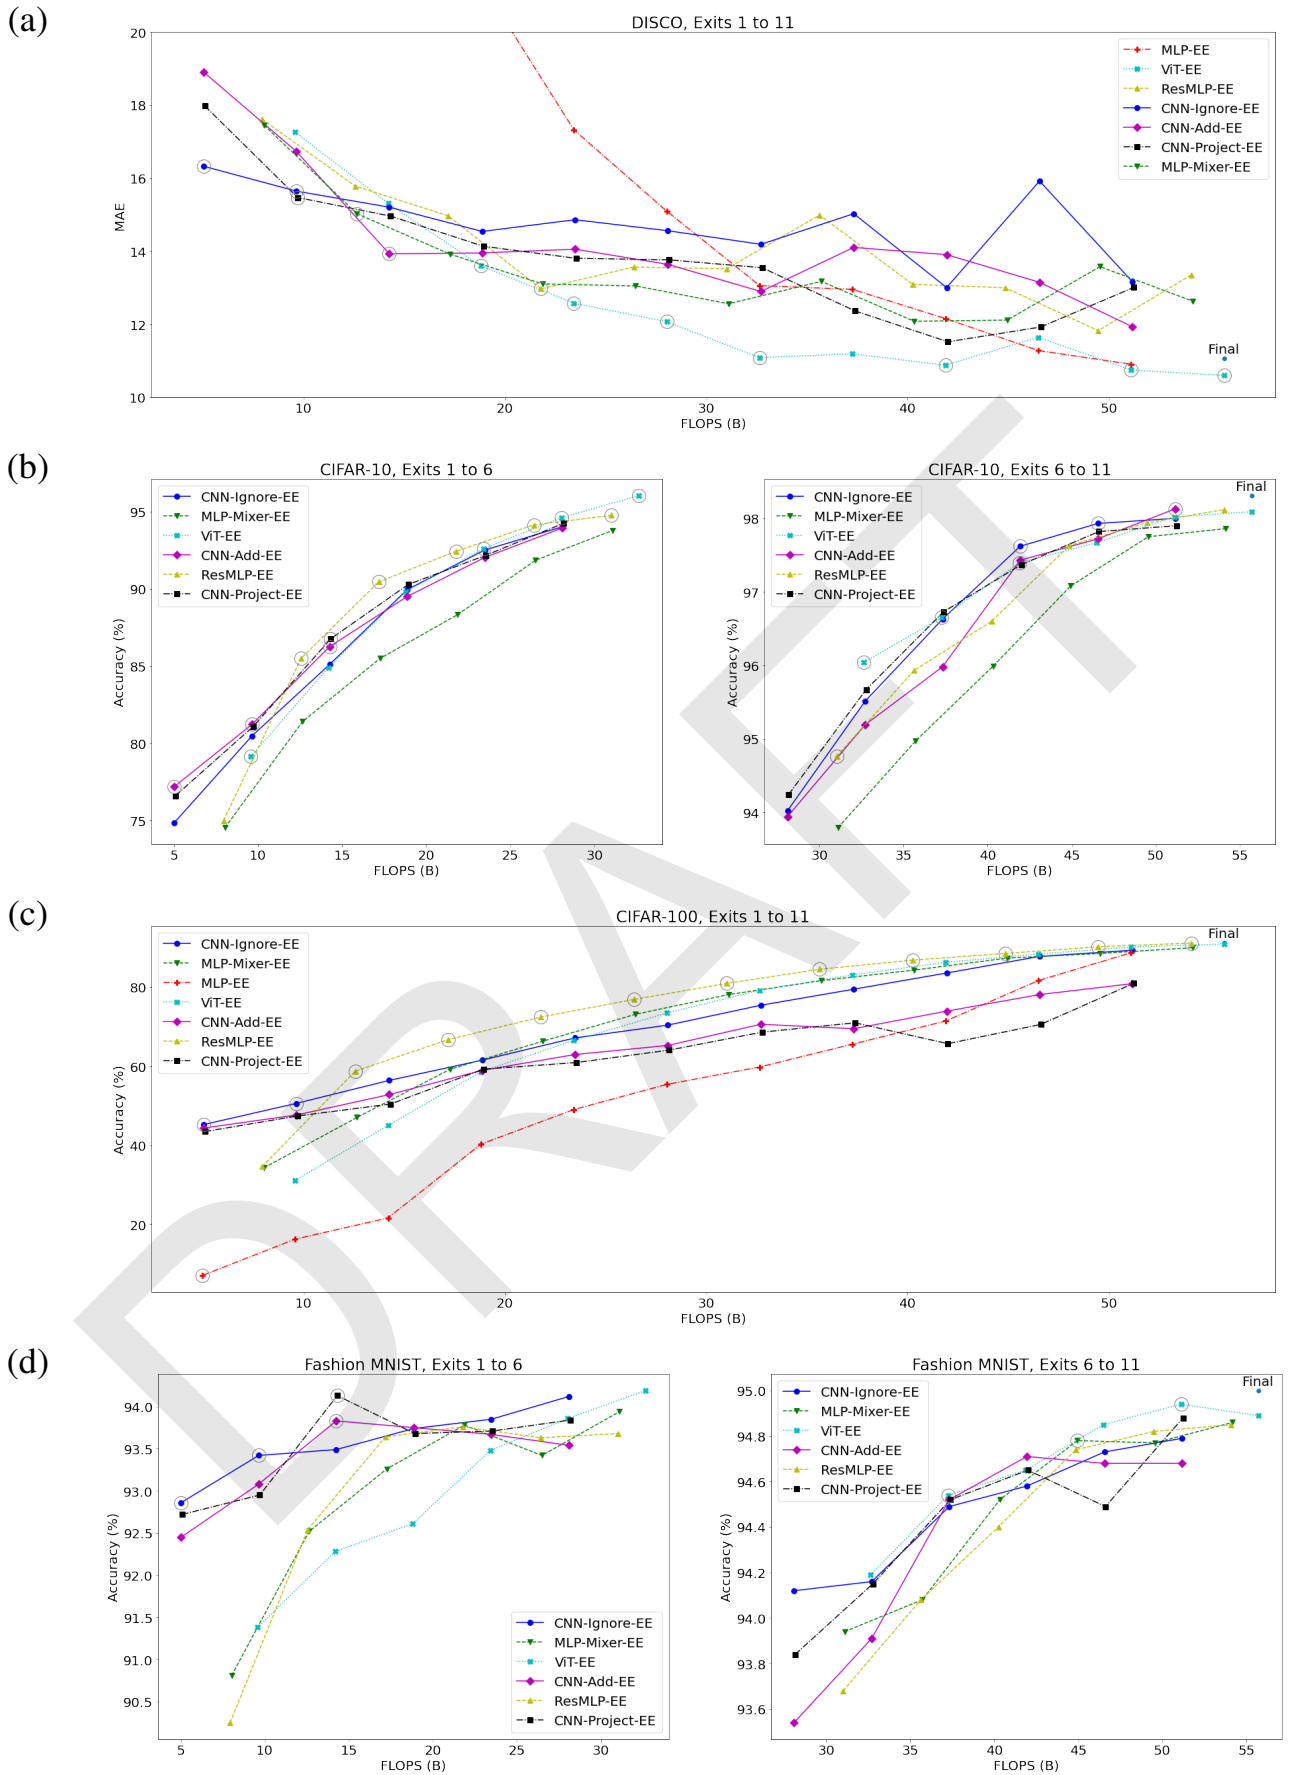 (a)
DISCO, Exits 1 to 11
MAE
20
18
16
14
12
10
10
20
30
40
50
FLOPS (B)
MLP-EE
ViT-EE
ResMLP-EE
CNN-Ignore-EE
CNN-Add-EE
CNN-Project-EE
MLP-Mixer-EE
Final
(b)
CIFAR-10, Exits 1 to 6
Accuracy (%)
95
90
85
80
75
5
10
15
20
25
30
FLOPS (B)
CNN-Ignore-EE
MLP-Mixer-EE
ViT-EE
CNN-Add-EE
ResMLP-EE
CNN-Project-EE
CIFAR-10, Exits 6 to 11
Accuracy (%)
98
97
96
95
94
30
35
40
45
50
55
FLOPS (B)
CNN-Ignore-EE
MLP-Mixer-EE
ViT-EE
CNN-Add-EE
ResMLP-EE
CNN-Project-EE
Final
(c)
CIFAR-100, Exits 1 to 11
Accuracy (%)
80
60
40
20
10
20
30
40
50
FLOPS (B)
CNN-Ignore-EE
MLP-Mixer-EE
MLP-EE
ViT-EE
CNN-Add-EE
ResMLP-EE
CNN-Project-EE
Final
(d)
Fashion MNIST, Exits 1 to 6
Accuracy (%)
94.0
93.5
93.0
92.5
92.0
91.5
91.0
90.5
5
10
15
20
25
30
FLOPS (B)
CNN-Ignore-EE
MLP-Mixer-EE
ViT-EE
CNN-Add-EE
ResMLP-EE
CNN-Project-EE
Fashion MNIST, Exits 6 to 11
Accuracy (%)
95.0
94.8
94.6
94.4
94.2
94.0
93.8
93.6
30
35
40
45
50
55
FLOPS (B)
CNN-Ignore-EE
MLP-Mixer-EE
ViT-EE
CNN-Add-EE
ResMLP-EE
CNN-Project-EE
Final
DRAFT